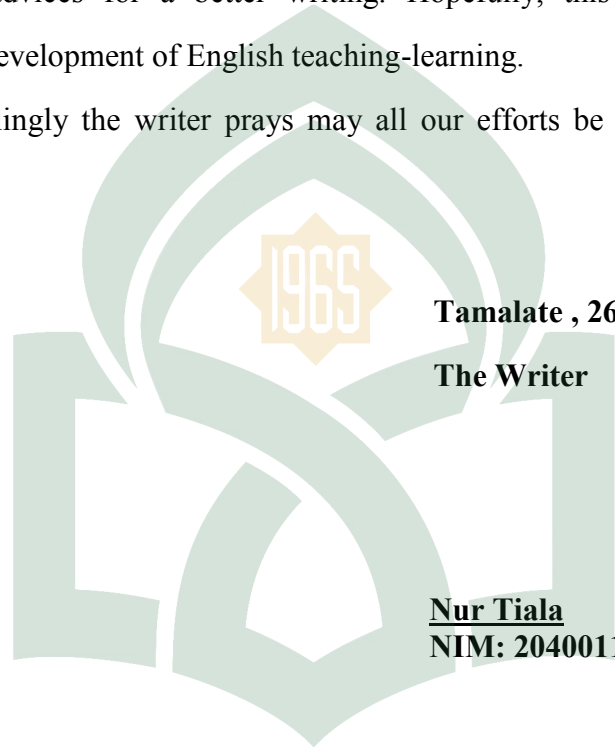 advices for a better writing. Hopefully, this
evelopment of English teaching-learning.
ingly the writer prays may all our efforts be
1965
Tamalate , 26
The Writer
Nur Tiala
NIM: 2040011